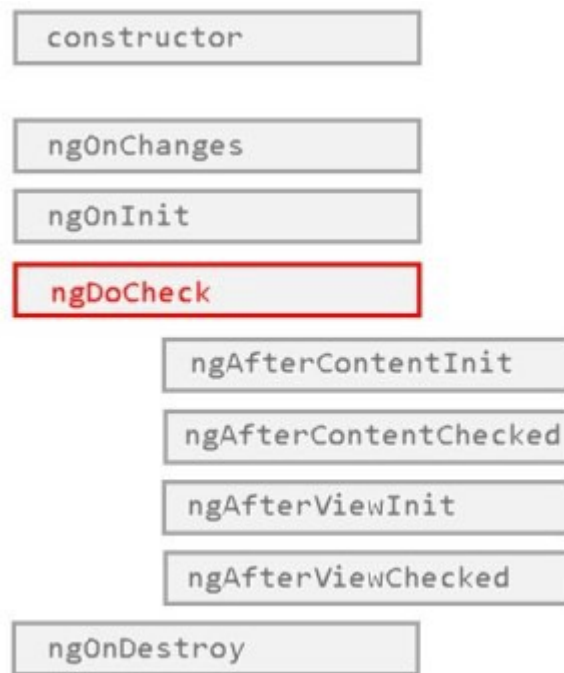 constructor
ngOnChanges
ngOnInit
ngDoCheck
ngAfterContentInit
ngAfterContentChecked
ngAfterViewInit
ngAfterViewChecked
ngOnDestroy